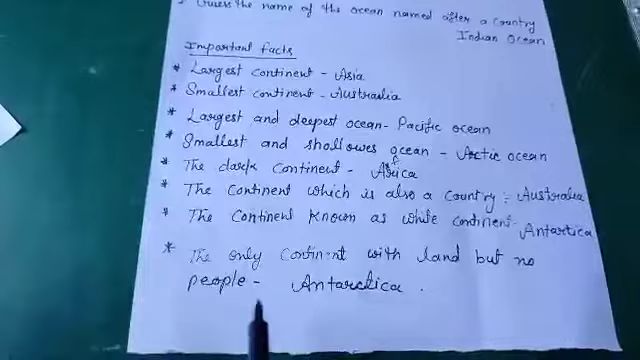 Guess the name of the ocean named after a country
Indian Ocean
Important facts
* Largest continent - Asia
* Smallest continent - Australia
* Largest and deepest ocean - Pacific ocean
* Smallest and shollowes ocean - Arctic ocean
* The dark continent - Africa
* The continent which is also a country - Australia
* The continent known as white continent - Antartica
* The only continent with land but no
people - Antarctica.